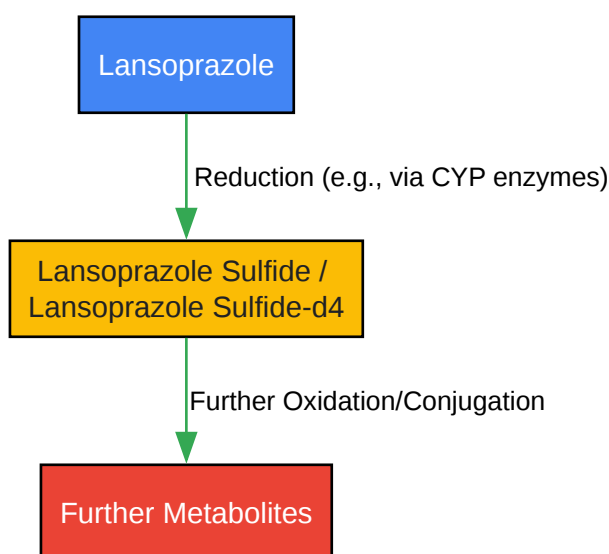 Lansoprazole
Reduction (e.g., via CYP enzymes)
Lansoprazole Sulfide /
Lansoprazole Sulfide-d4
Further Oxidation/Conjugation
Further Metabolites